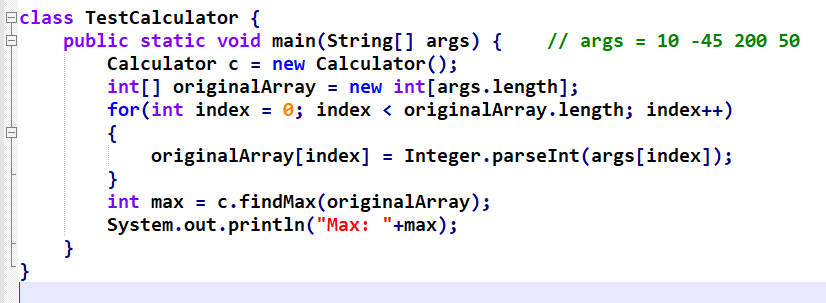 class TestCalculator {
    public static void main(String[] args) {    // args = 10 -45 200 50
        Calculator c = new Calculator();
        int[] originalArray = new int[args.length];
        for(int index = 0; index < originalArray.length; index++)
        {
            originalArray[index] = Integer.parseInt(args[index]);
        }
        int max = c.findMax(originalArray);
        System.out.println("Max: "+max);
    }
}